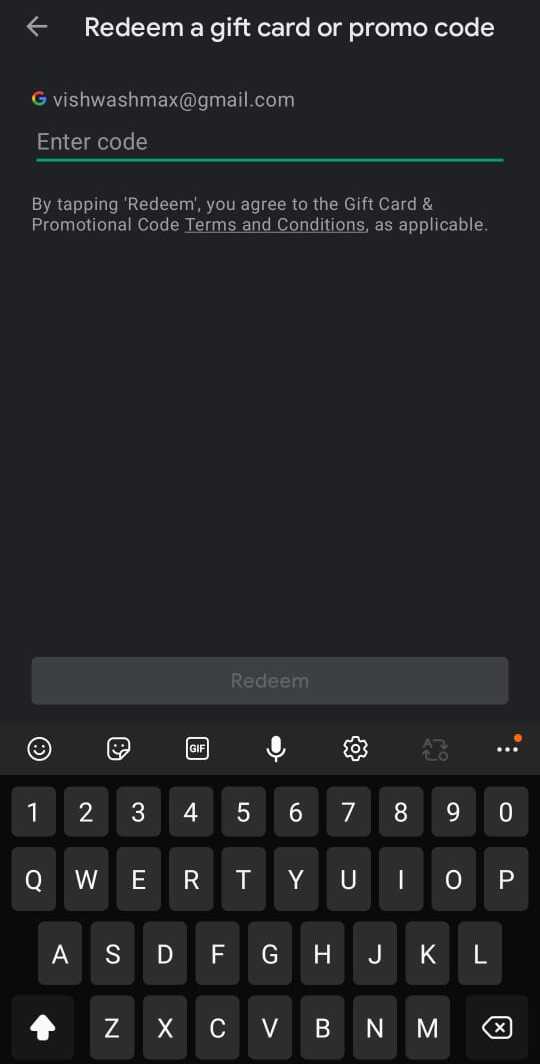 Redeem a gift card or promo code
G vishwashmax@gmail.com
Enter code
By tapping 'Redeem', you agree to the Gift Card &
Promotional Code Terms and Conditions, as applicable.
Redeem
GIF
1 2 3 4 5 6 7 8 9 0
Q W E R T Y U I O P
A S D F G H J K L
Z X C V B N M